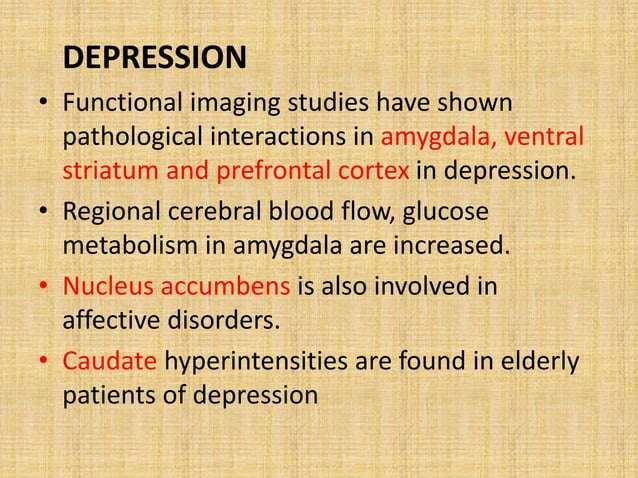 DEPRESSION
• Functional imaging studies have shown
pathological interactions in amygdala, ventral
striatum and prefrontal cortex in depression.
• Regional cerebral blood flow, glucose
metabolism in amygdala are increased.
• Nucleus accumbens is also involved in
affective disorders.
• Caudate hyperintensities are found in elderly
patients of depression